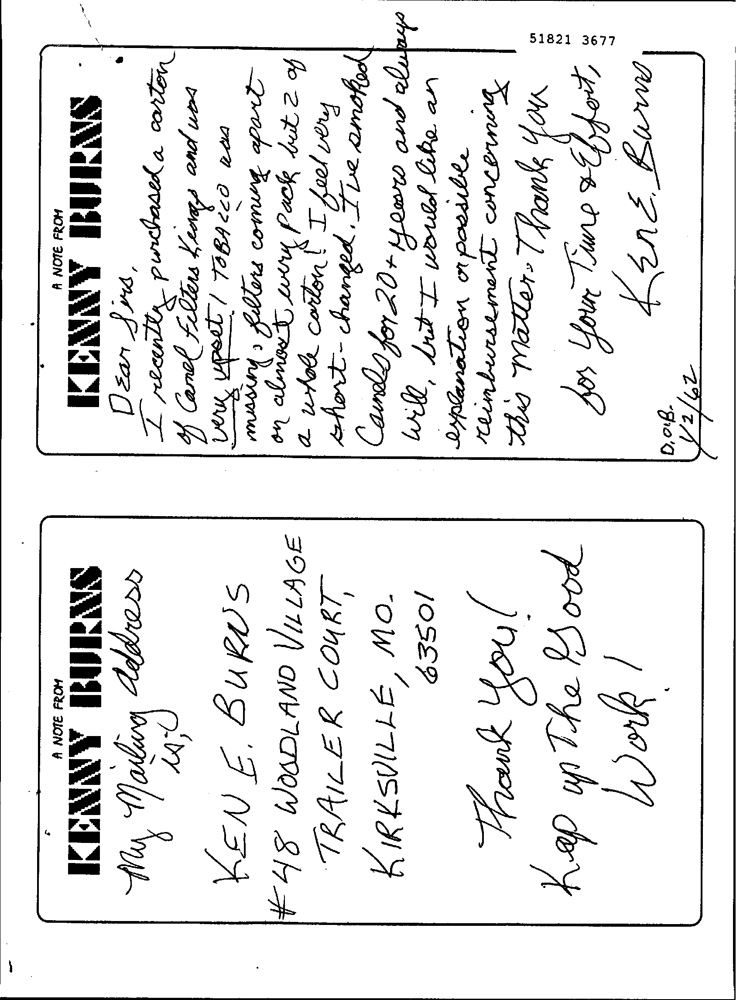 51821 3677
A NOTE FROM
KENNY BURNS
Dear Sirs,
I recently purchased a carton
of Camel Filters Kings and was
very upset! TOBACCO was
missing, filters coming apart
on almost every pack but 2 of
a whole carton! I feel very
short-changed. I've smoked
Camels for 20+ years and always
will, but I would like an
explanation or possible
reimbursement concerning
this Matter. Thank You
for Your Time & Effort,
Ken E. Burns
D.O.B.
1/2/62
A NOTE FROM
KENNY BURNS
My Mailing address
is;
KEN E. BURNS
#48 WOODLAND VILLAGE
TRAILER COURT,
KIRKSVILLE, MO.
63501
Thank You!
Keep up The Good
Work!